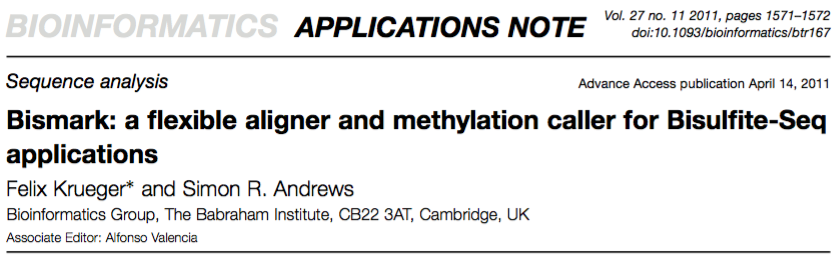 BIOINFORMATICS APPLICATIONS NOTE
Vol. 27 no. 11 2011, pages 1571–1572
doi:10.1093/bioinformatics/btr167
Sequence analysis
Advance Access publication April 14, 2011
Bismark: a flexible aligner and methylation caller for Bisulfite-Seq
applications
Felix Krueger* and Simon R. Andrews
Bioinformatics Group, The Babraham Institute, CB22 3AT, Cambridge, UK
Associate Editor: Alfonso Valencia